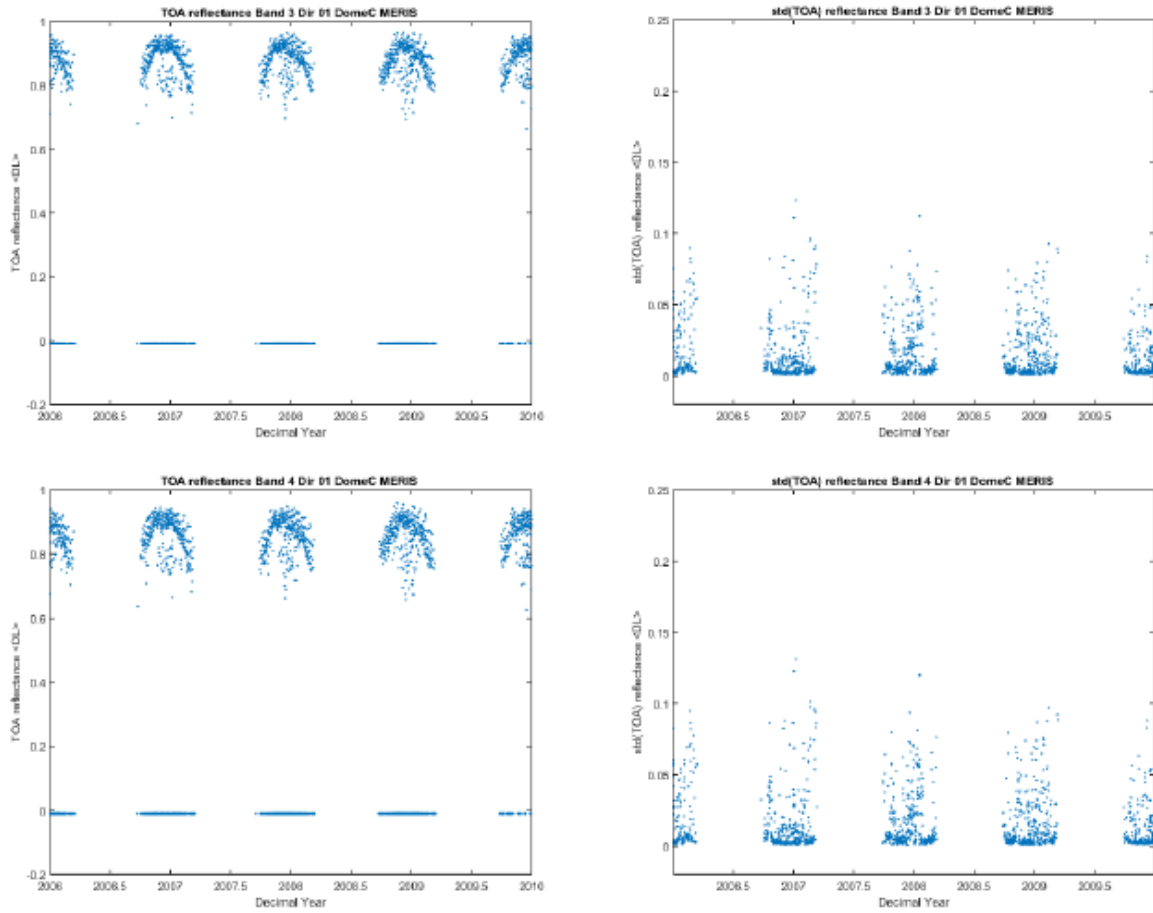 TOA reflectance Band 3 Dir 01 DomeC MERIS
1
0.8
0.6
0.4
0.2
0
-0.2
TOA reflectance <DL>
2006 2006.5 2007 2007.5 2008 2008.5 2009 2009.5 2010
Decimal Year
std(TOA) reflectance Band 3 Dir 01 DomeC MERIS
0.25
0.2
0.15
0.1
0.05
0
std(TOA) reflectance <DL>
2006.5 2007 2007.5 2008 2008.5 2009 2009.5
Decimal Year
TOA reflectance Band 4 Dir 01 DomeC MERIS
1
0.8
0.6
0.4
0.2
0
-0.2
TOA reflectance <DL>
2006 2006.5 2007 2007.5 2008 2008.5 2009 2009.5 2010
Decimal Year
std(TOA) reflectance Band 4 Dir 01 DomeC MERIS
0.25
0.2
0.15
0.1
0.05
0
std(TOA) reflectance <DL>
2006.5 2007 2007.5 2008 2008.5 2009 2009.5
Decimal Year